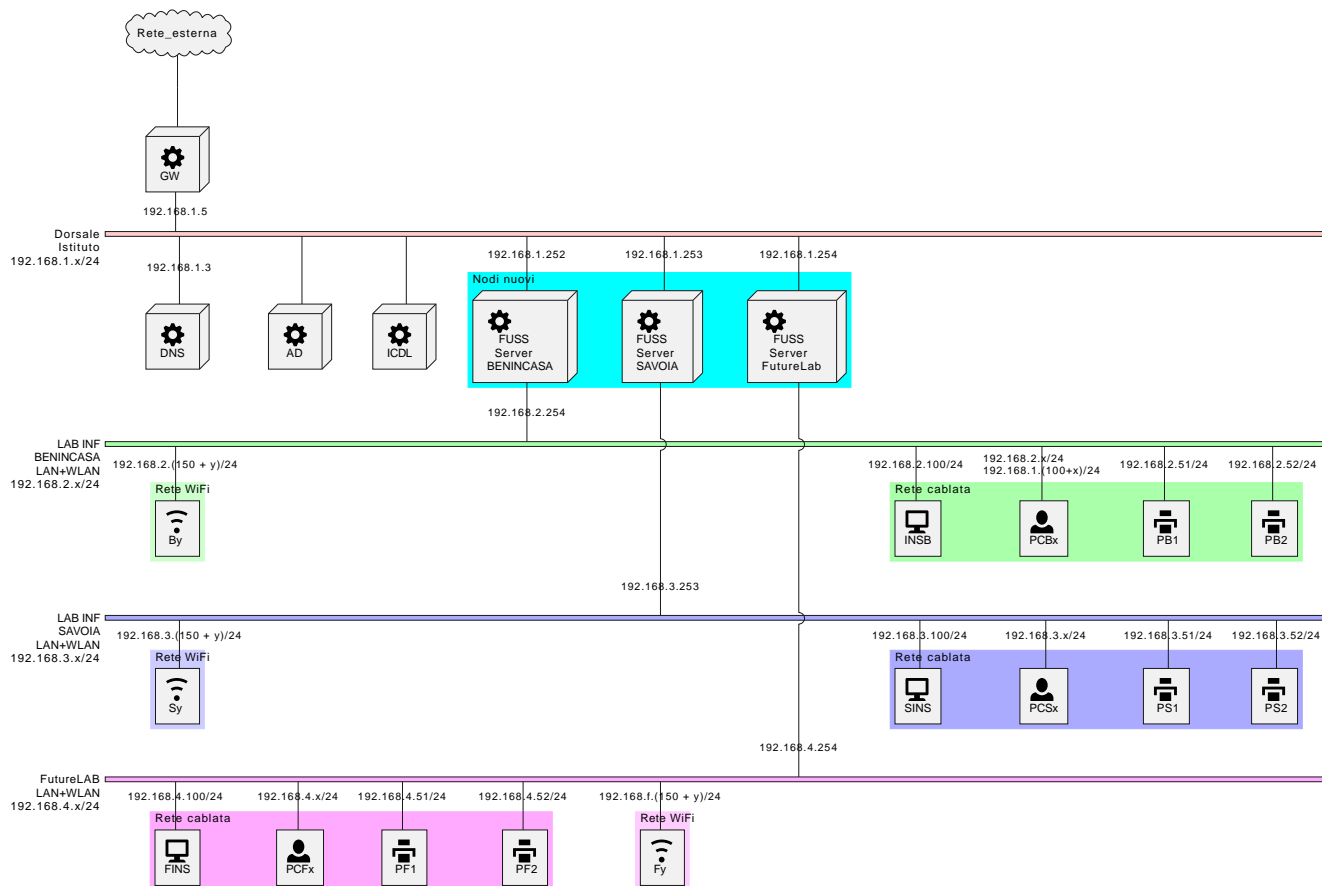 Rete_esterna
GW
192.168.1.5
Dorsale
Istituto
192.168.1.x/24
192.168.1.3
192.168.1.252
192.168.1.253
192.168.1.254
Nodi nuovi
DNS
AD
ICDL
FUSS
Server
BENINCASA
FUSS
Server
SAVOIA
FUSS
Server
FutureLab
192.168.2.254
LAB INF
BENINCASA
LAN+WLAN
192.168.2.x/24
192.168.2.(150 + y)/24
192.168.2.100/24
192.168.2.x/24
192.168.1.(100+x)/24
192.168.2.51/24
192.168.2.52/24
Rete WiFi
Rete cablata
By
INSB
PCBx
PB1
PB2
192.168.3.253
LAB INF
SAVOIA
LAN+WLAN
192.168.3.x/24
192.168.3.(150 + y)/24
192.168.3.100/24
192.168.3.x/24
192.168.3.51/24
192.168.3.52/24
Rete WiFi
Rete cablata
Sy
SINS
PCSx
PS1
PS2
192.168.4.254
FutureLAB
LAN+WLAN
192.168.4.x/24
192.168.4.100/24
192.168.4.x/24
192.168.4.51/24
192.168.4.52/24
192.168.f.(150 + y)/24
Rete cablata
Rete WiFi
FINS
PCFx
PF1
PF2
Fy